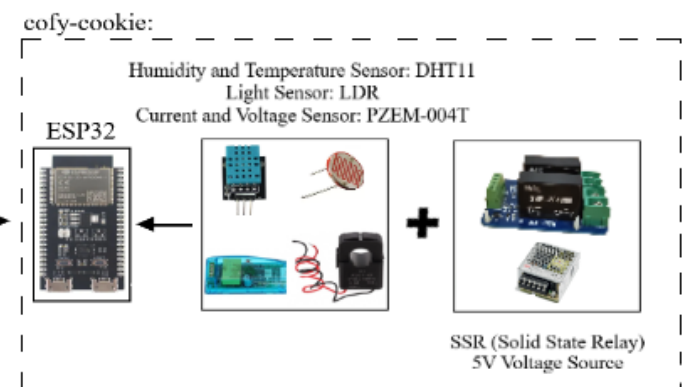 cofy-cookie:
Humidity and Temperature Sensor: DHT11
Light Sensor: LDR
Current and Voltage Sensor: PZEM-004T
ESP32
SSR (Solid State Relay)
5V Voltage Source